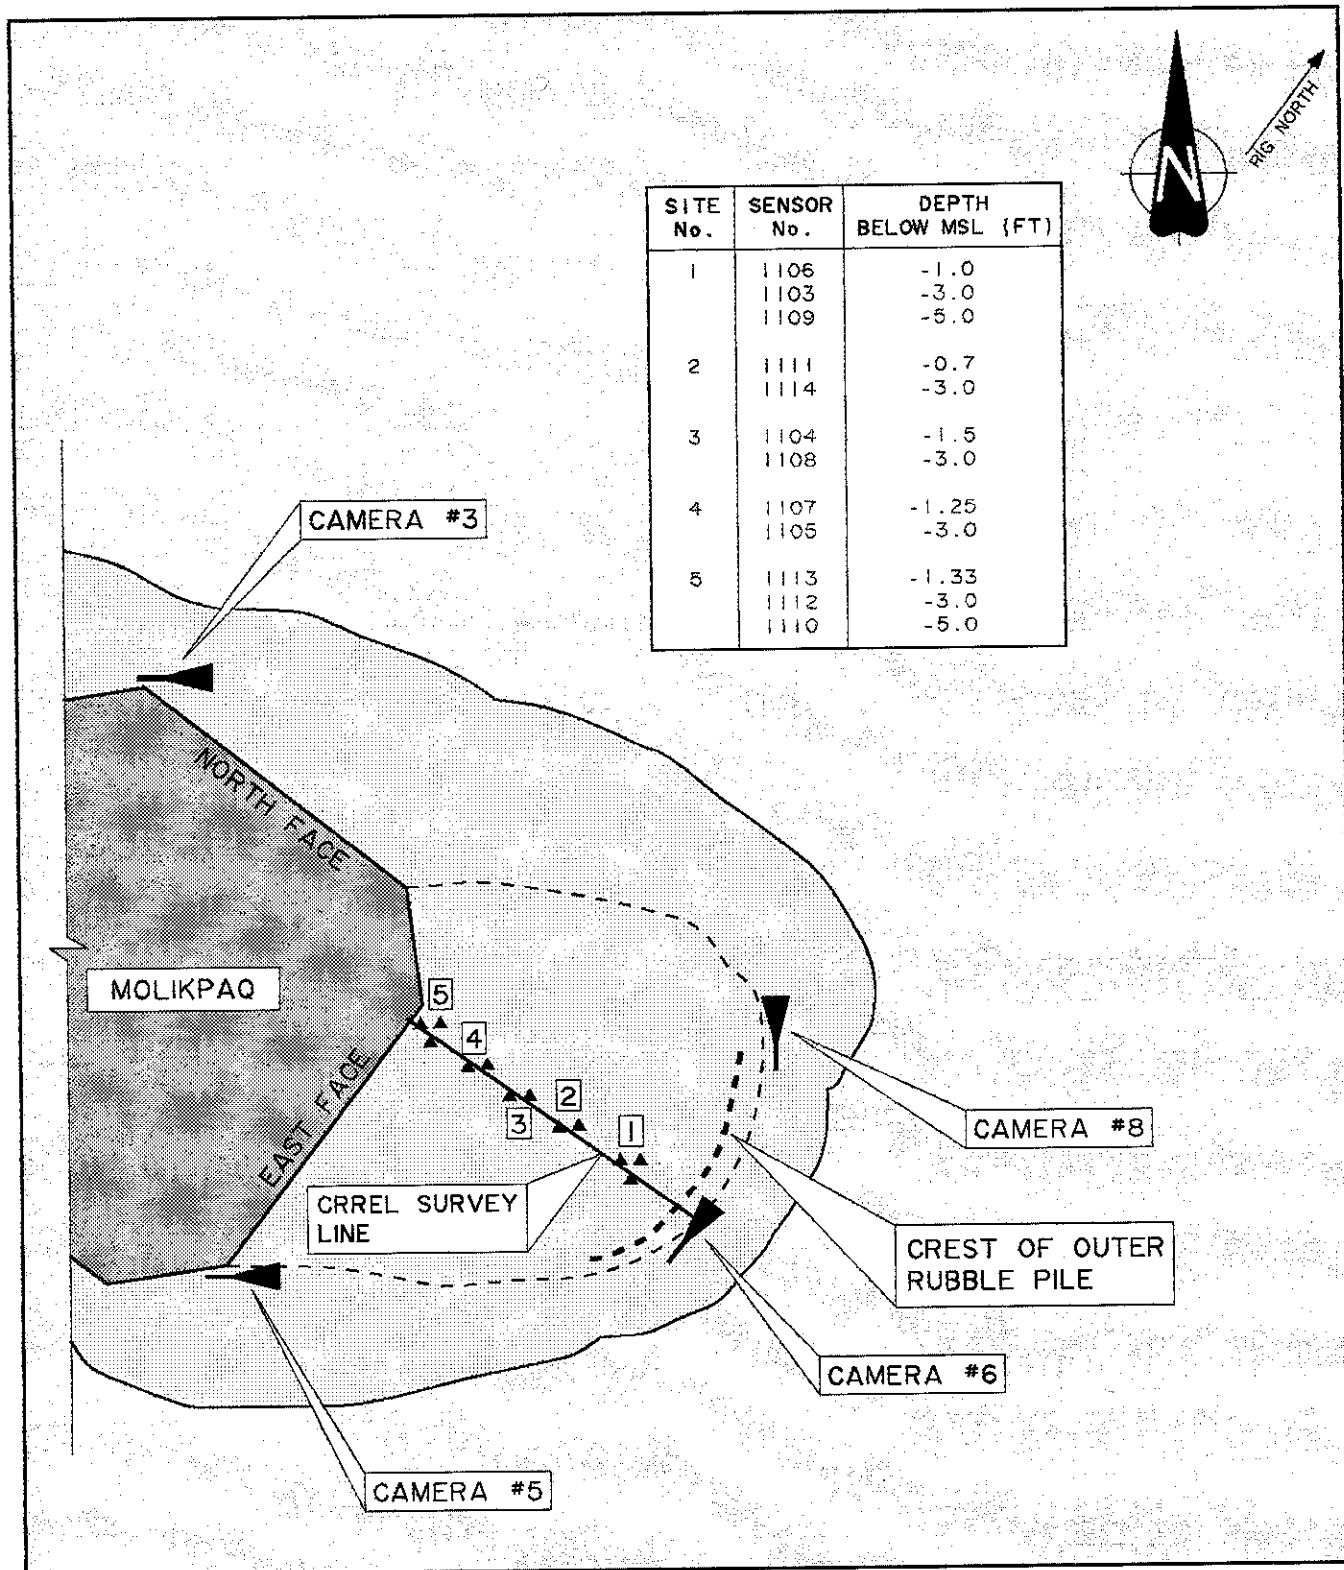 N
RIG NORTH
SITE No. SENSOR No. DEPTH BELOW MSL (FT)
1 1106 -1.0
1103 -3.0
1109 -5.0
2 1111 -0.7
1114 -3.0
3 1104 -1.5
1108 -3.0
4 1107 -1.25
1105 -3.0
5 1113 -1.33
1112 -3.0
1110 -5.0
CAMERA #3
NORTH FACE
MOLIKPAQ
5
4
3
2
1
EAST FACE
CRREL SURVEY
LINE
CAMERA #8
CREST OF OUTER
RUBBLE PILE
CAMERA #6
CAMERA #5